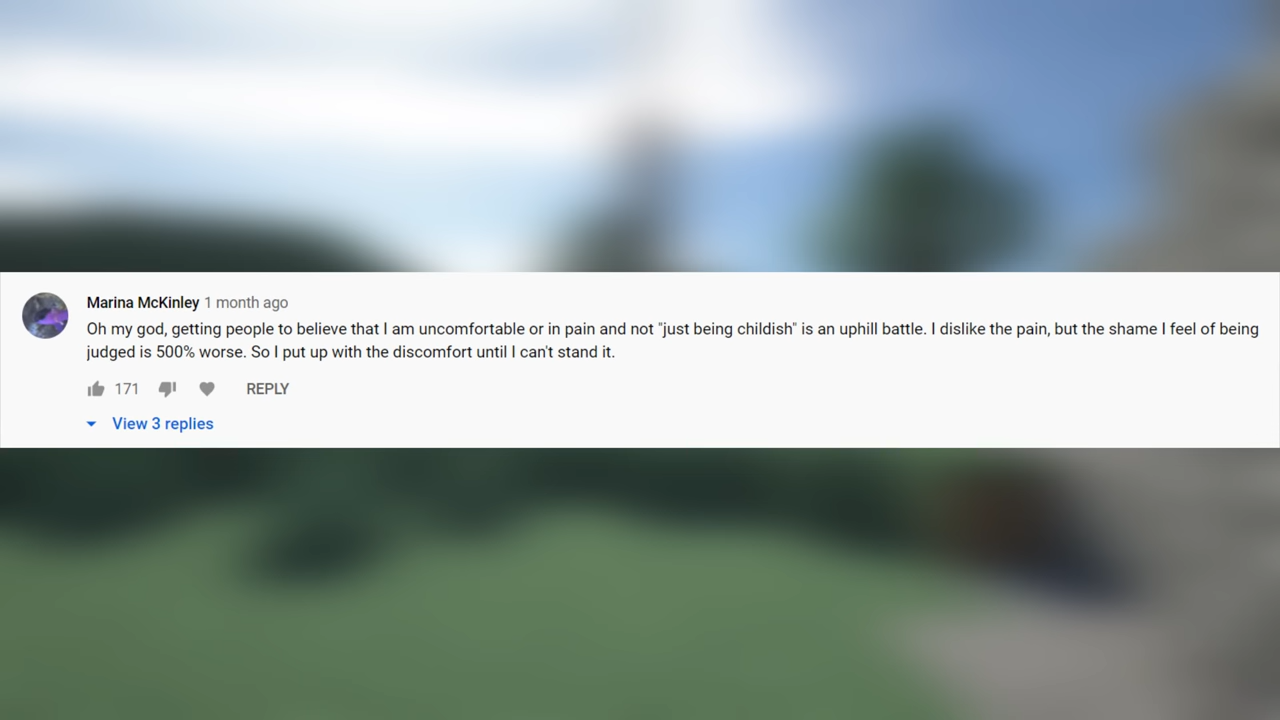 Marina McKinley 1 month ago
Oh my god, getting people to believe that I am uncomfortable or in pain and not "just being childish" is an uphill battle. I dislike the pain, but the shame I feel of being
judged is 500% worse. So I put up with the discomfort until I can't stand it.
171 REPLY
View 3 replies